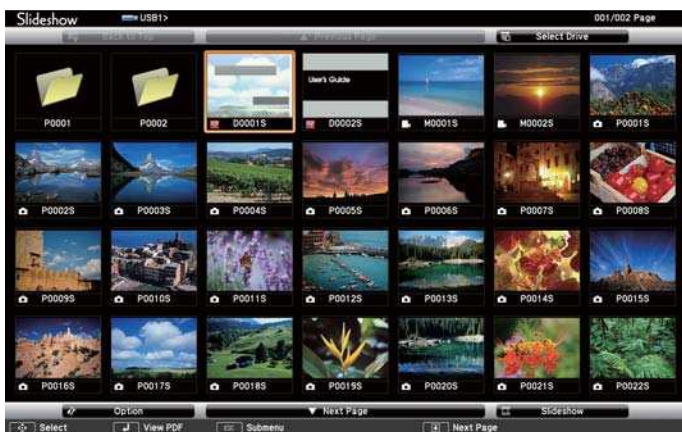 Slideshow USB1> 001/002 Page
Back to Top Previous Page Select Drive
User's Guide
P0001 P0002 D0001S D0002S M0001S M0002S P0001S
P0002S P0003S P0004S P0005S P0006S P0007S P0008S
P0009S P0010S P0011S P0012S P0013S P0014S P0015S
P0016S P0017S P0018S P0019S P0020S P0021S P0022S
Option Next Page Slideshow
Select View PDF Esc Submenu Next Page